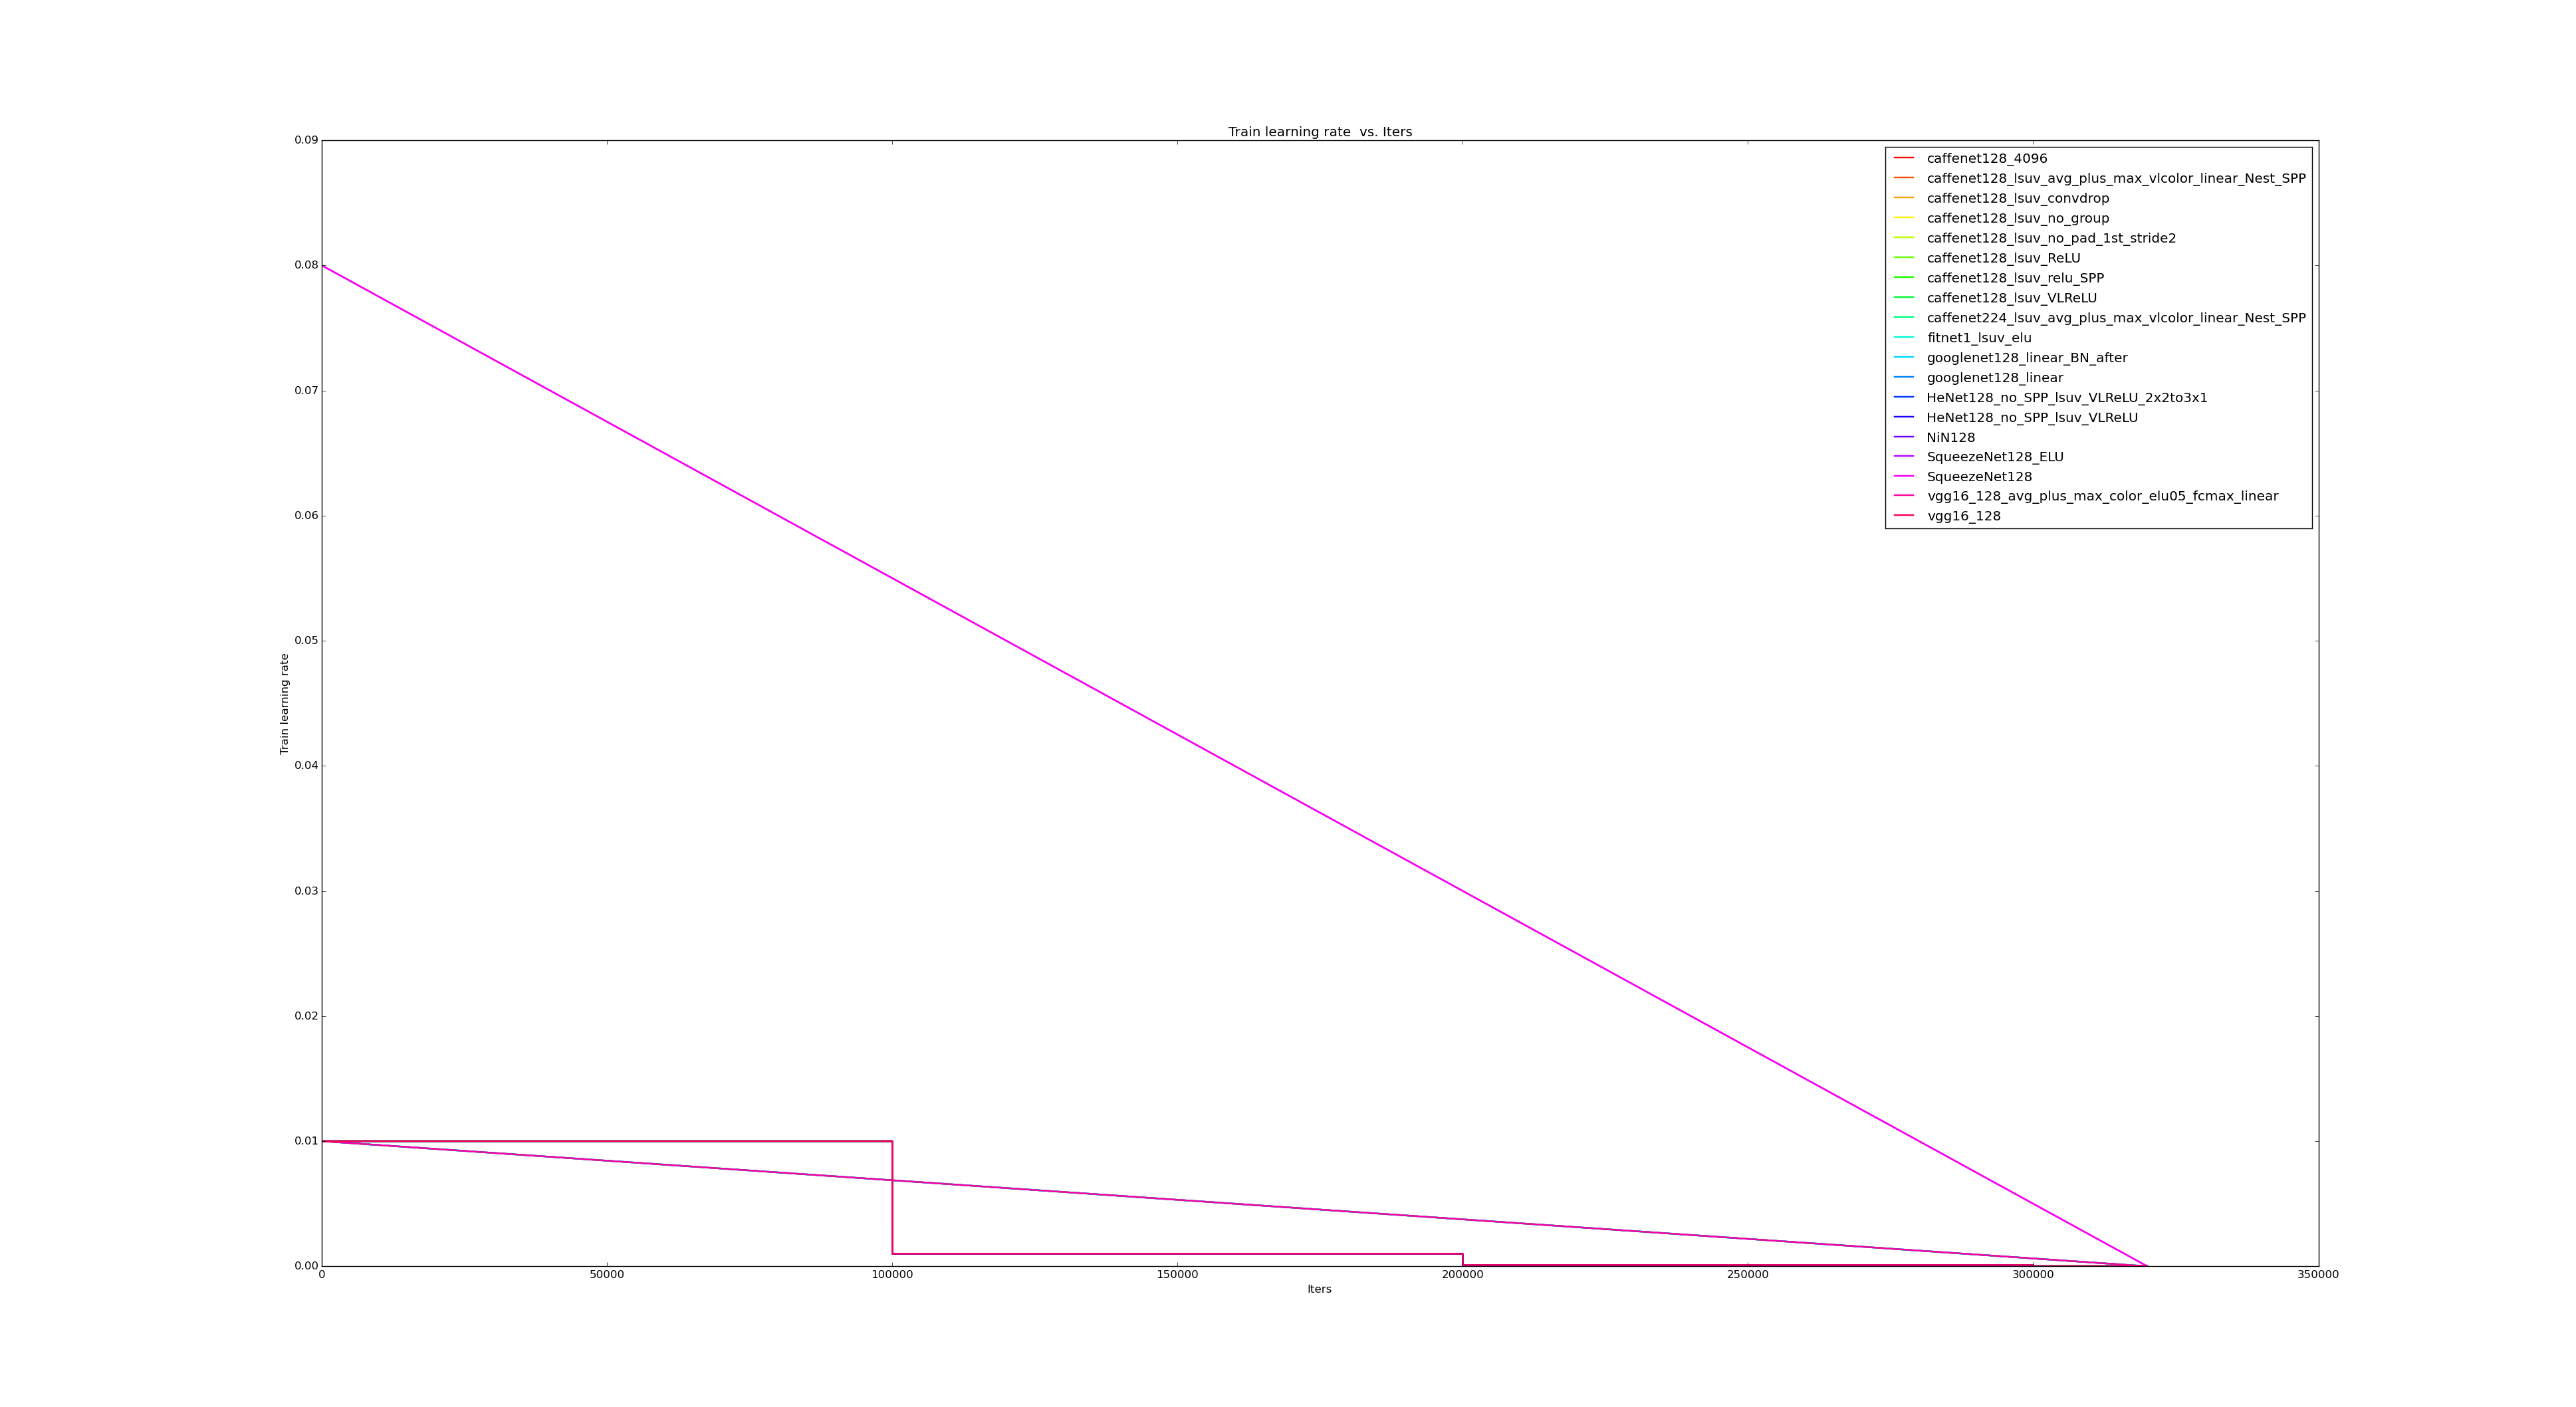 Train learning rate  vs. Iters
0.09
0.08
0.07
0.06
0.05
0.04
0.03
0.02
0.01
0.00
Train learning rate
0
50000
100000
150000
200000
250000
300000
350000
Iters
caffenet128_4096
caffenet128_lsuv_avg_plus_max_vlcolor_linear_Nest_SPP
caffenet128_lsuv_convdrop
caffenet128_lsuv_no_group
caffenet128_lsuv_no_pad_1st_stride2
caffenet128_lsuv_ReLU
caffenet128_lsuv_relu_SPP
caffenet128_lsuv_VLReLU
caffenet224_lsuv_avg_plus_max_vlcolor_linear_Nest_SPP
fitnet1_lsuv_elu
googlenet128_linear_BN_after
googlenet128_linear
HeNet128_no_SPP_lsuv_VLReLU_2x2to3x1
HeNet128_no_SPP_lsuv_VLReLU
NiN128
SqueezeNet128_ELU
SqueezeNet128
vgg16_128_avg_plus_max_color_elu05_fcmax_linear
vgg16_128